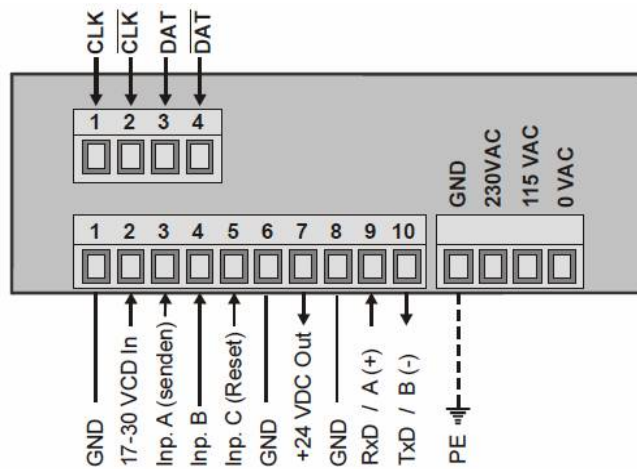 CLK
C̅L̅K̅
DAT
D̅A̅T̅
1 2 3 4
GND
230VAC
115 VAC
0 VAC
1 2 3 4 5 6 7 8 9 10
GND
17-30 VCD In
Inp. A (senden)
Inp. B
Inp. C (Reset)
GND
+24 VDC Out
GND
RxD / A (+)
TxD / B (-)
PE